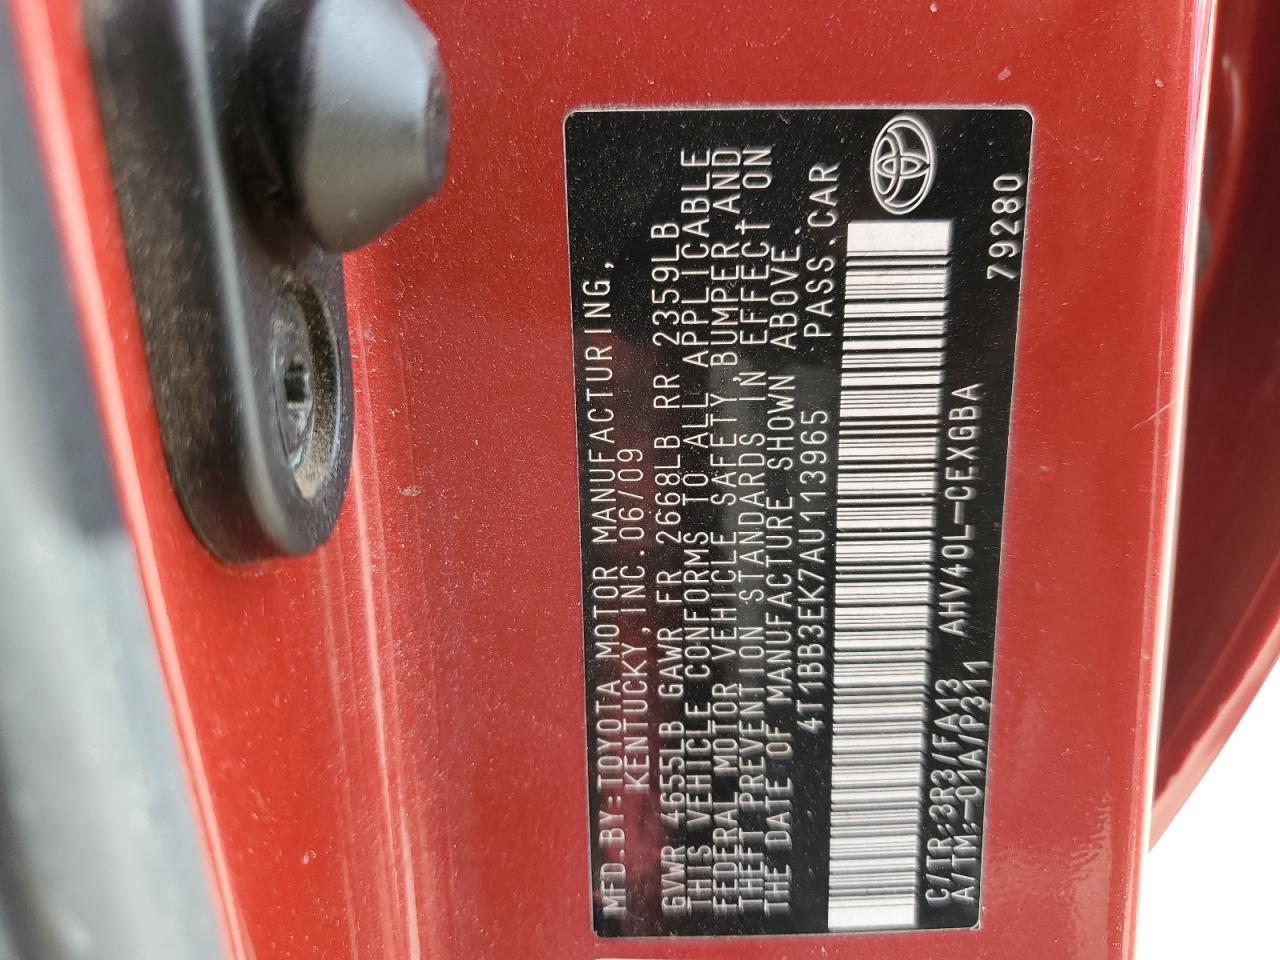 MFD.BY:TOYOTA MOTOR MANUFACTURING,
KENTUCKY,INC.06/09
GVWR 4655LB GAWR FR 2668LB RR 2359LB
THIS VEHICLE CONFORMS TO ALL APPLICABLE
FEDERAL MOTOR VEHICLE SAFETY, BUMPER, AND
THEFT PREVENTION STANDARDS IN EFFECT ON
THE DATE OF MANUFACTURE SHOWN ABOVE.
4T1BB3EK7AU113965 PASS.CAR
C/TR:3R3/FA13 AHV40L-CEXGBA
A/TM:-01A/P311 79280